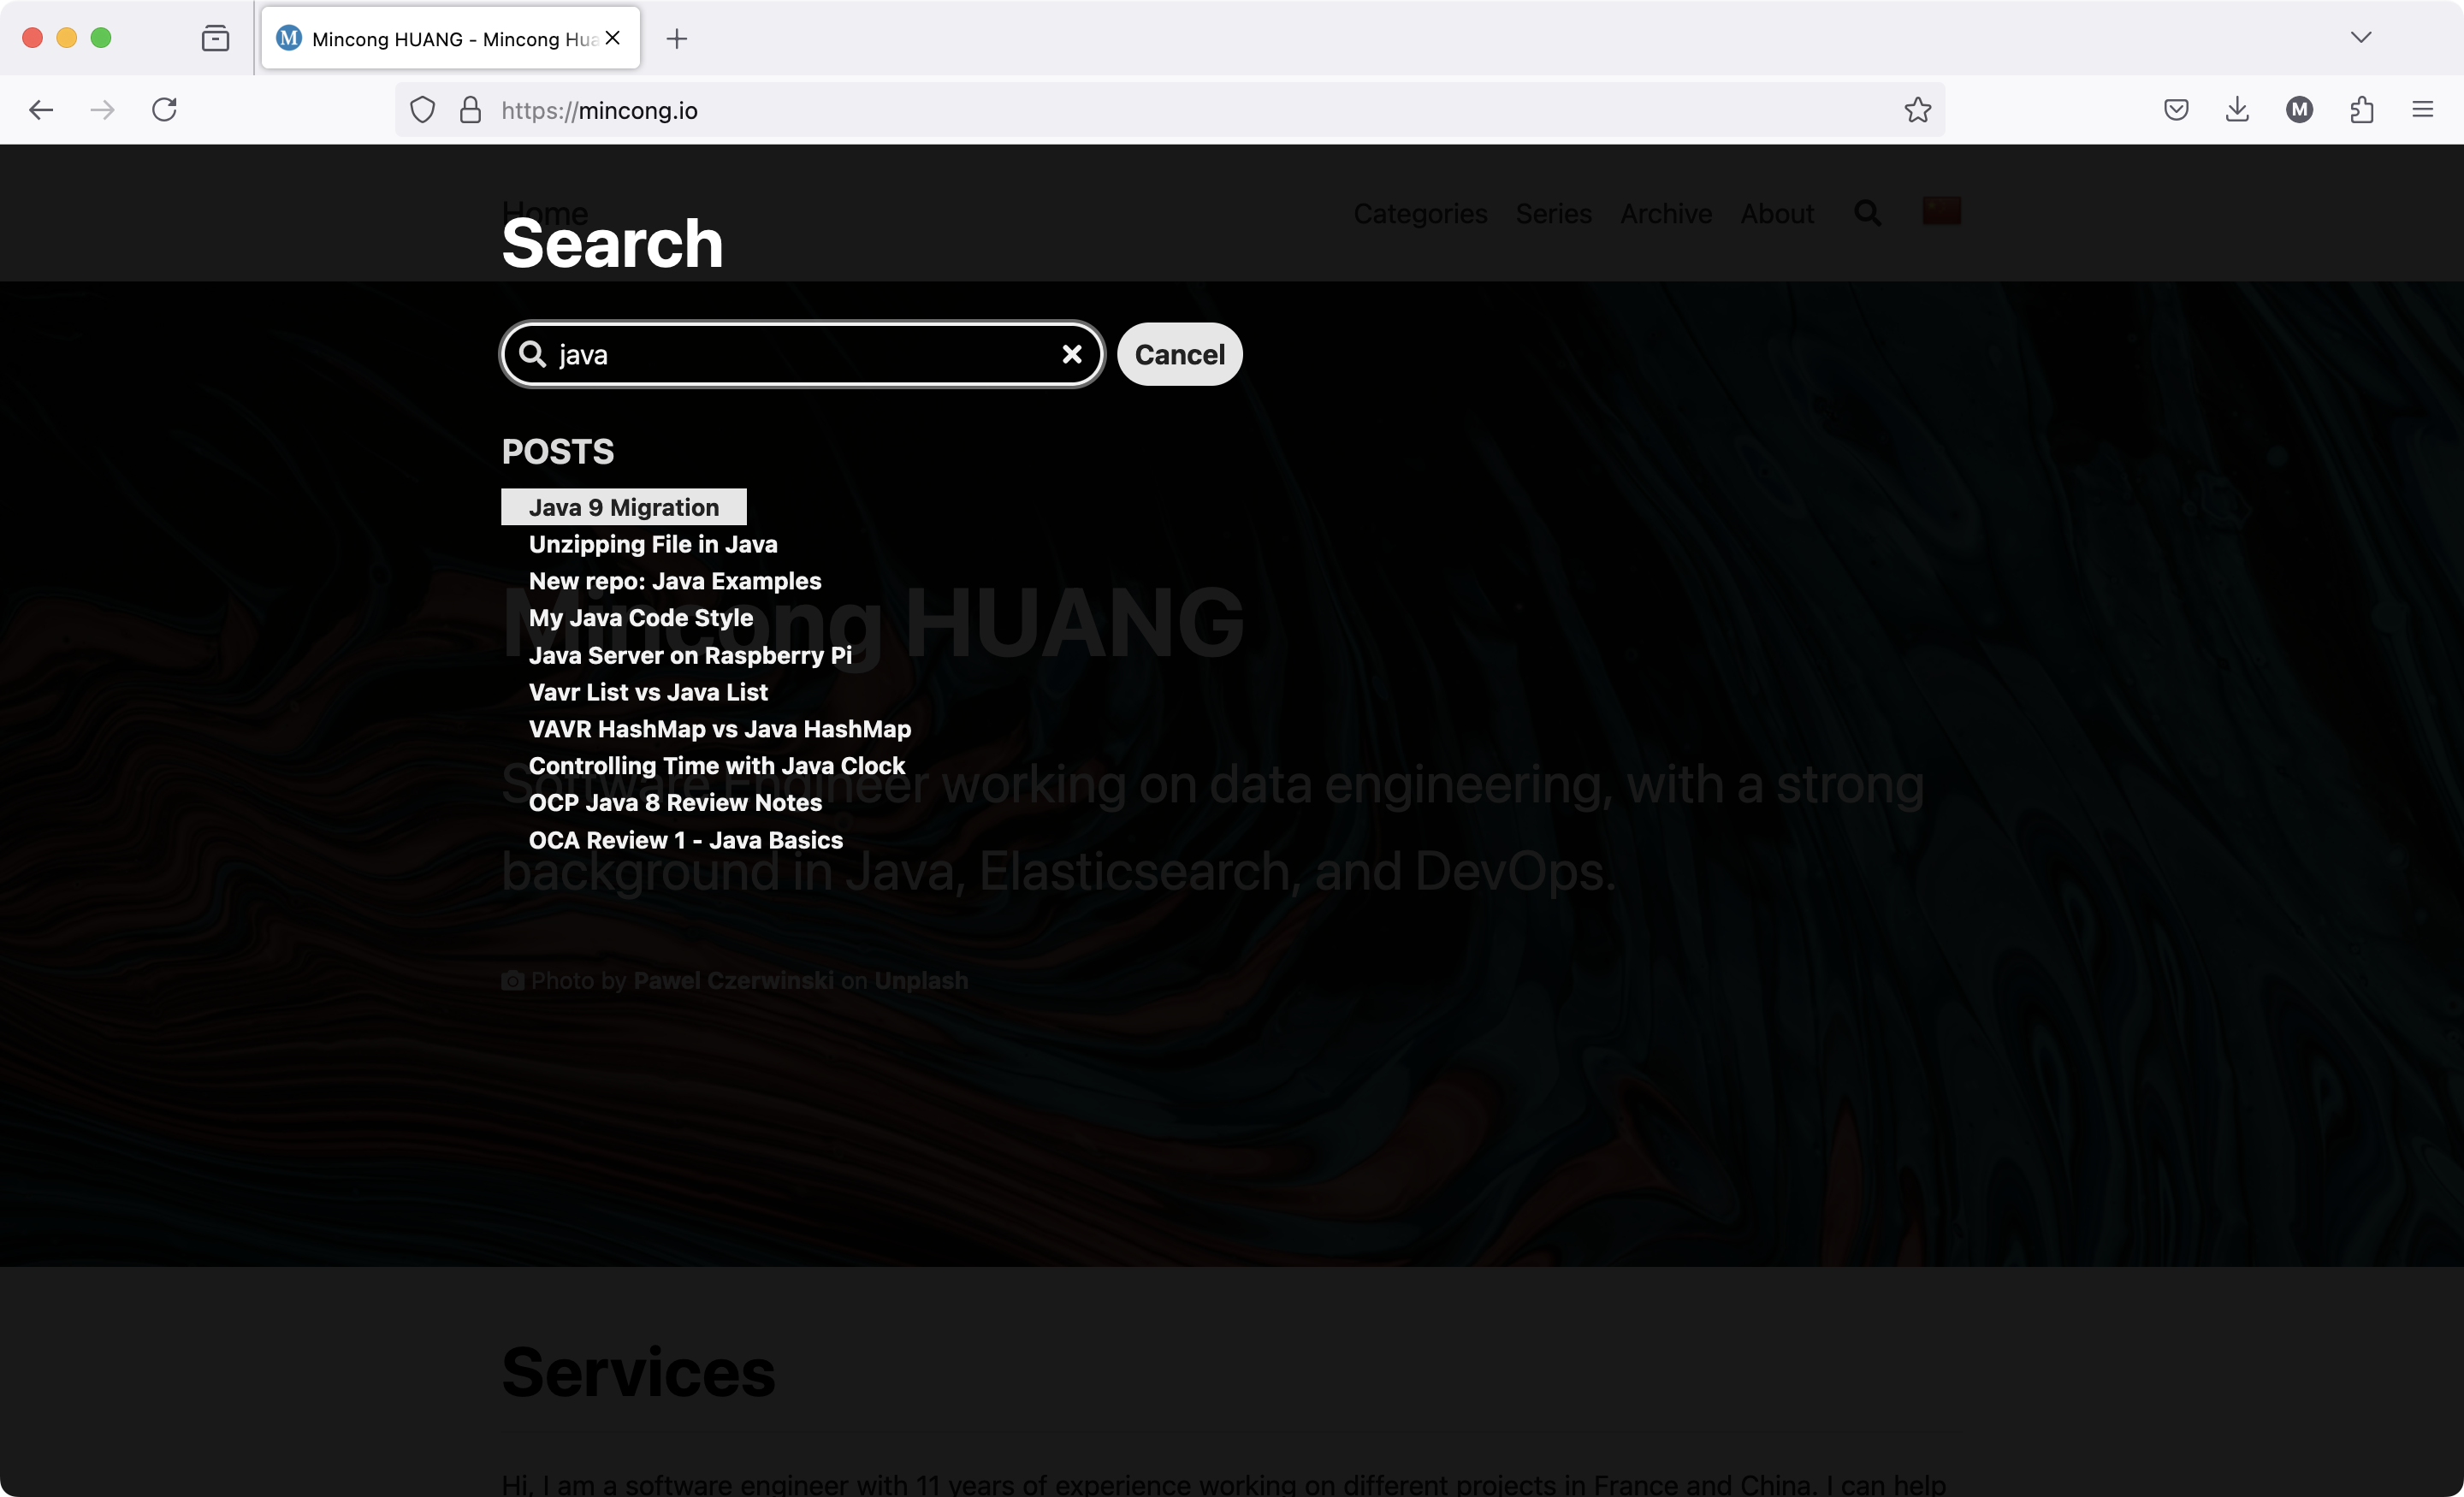 Mincong HUANG - Mincong Hua
https://mincong.io
M
Home
Categories Series Archive About
Search
java
Cancel
POSTS
Java 9 Migration
Unzipping File in Java
New repo: Java Examples
My Java Code Style
Java Server on Raspberry Pi
Vavr List vs Java List
VAVR HashMap vs Java HashMap
Controlling Time with Java Clock
OCP Java 8 Review Notes
OCA Review 1 - Java Basics
Mincong HUANG
Software Engineer working on data engineering, with a strong
background in Java, Elasticsearch, and DevOps.
Photo by Pawel Czerwinski on Unplash
Services
Hi, I am a software engineer with 11 years of experience working on different projects in France and China. I can help